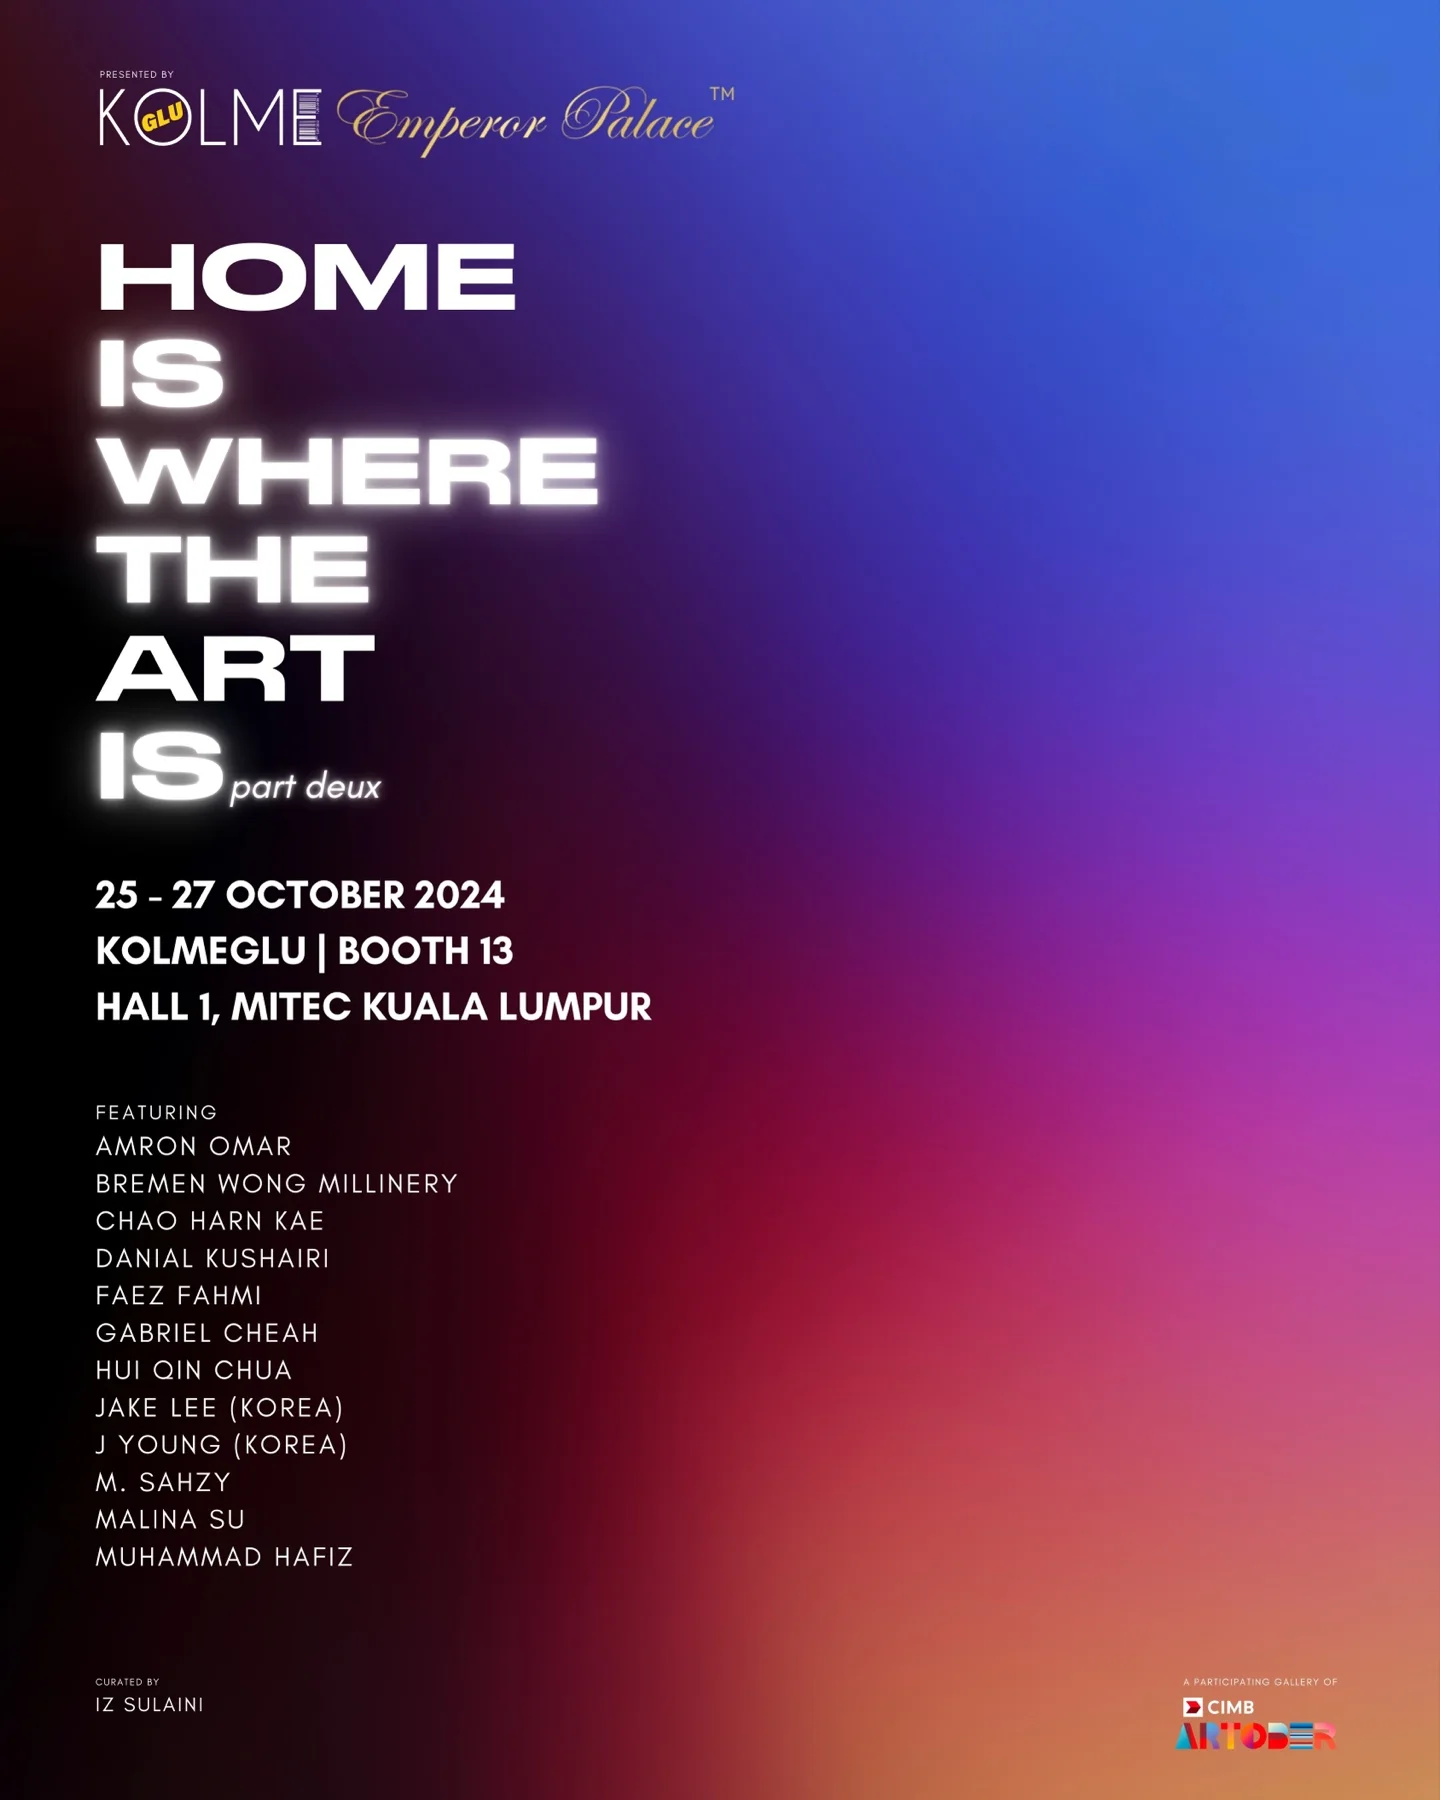 PRESENTED BY
KOLME GLU Emperor Palace™
HOME
IS
WHERE
THE
ART
IS part deux
25 - 27 OCTOBER 2024
KOLMEGLU | BOOTH 13
HALL 1, MITEC KUALA LUMPUR
FEATURING
AMRON OMAR
BREMEN WONG MILLINERY
CHAO HARN KAE
DANIAL KUSHAIRI
FAEZ FAHMI
GABRIEL CHEAH
HUI QIN CHUA
JAKE LEE (KOREA)
J YOUNG (KOREA)
M. SAHZY
MALINA SU
MUHAMMAD HAFIZ
CURATED BY
IZ SULAINI
A PARTICIPATING GALLERY OF
CIMB
ARTOBER